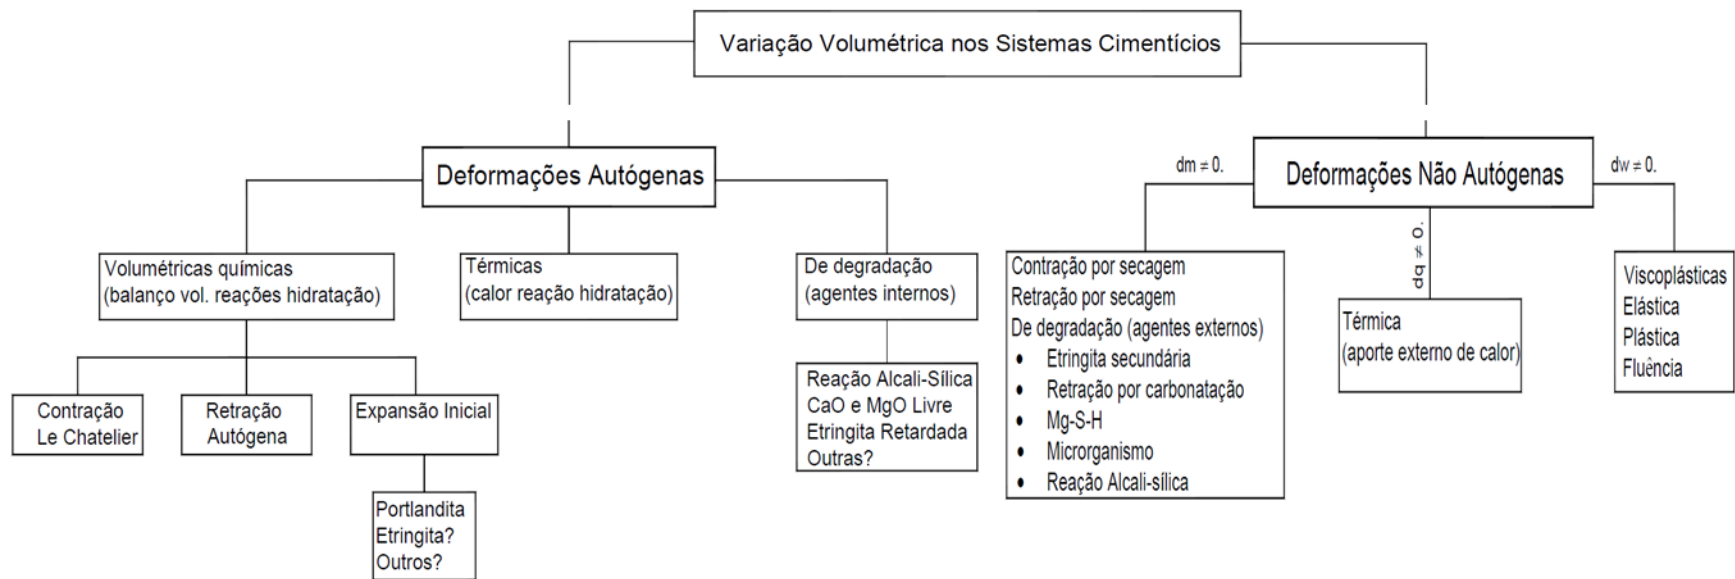 Variação Volumétrica nos Sistemas Cimentícios
Deformações Autógenas
dm ≠ 0.
Deformações Não Autógenas
dw ≠ 0.
dq ≠ 0.
Volumétricas químicas
(balanço vol. reações hidratação)
Térmicas
(calor reação hidratação)
De degradação
(agentes internos)
Contração Le Chatelier
Retração
Autógena
Expansão Inicial
Portlandita
Etringita?
Outros?
Reação Alcali-Sílica
CaO e MgO Livre
Etringita Retardada
Outras?
Contração por secagem
Retração por secagem
De degradação (agentes externos)
• Etringita secundária
• Retração por carbonatação
• Mg-S-H
• Microrganismo
• Reação Alcali-sílica
Térmica
(aporte externo de calor)
Viscoplásticas
Elástica
Plástica
Fluência